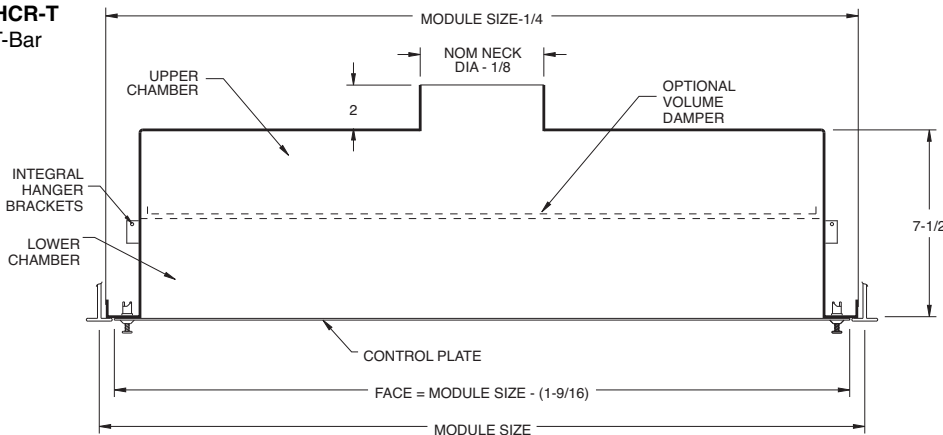 HCR-T
T-Bar
MODULE SIZE-1/4
NOM NECK
DIA - 1/8
UPPER
CHAMBER
2
OPTIONAL
VOLUME
DAMPER
INTEGRAL
HANGER
BRACKETS
7-1/2
LOWER
CHAMBER
CONTROL PLATE
FACE = MODULE SIZE - (1-9/16)
MODULE SIZE